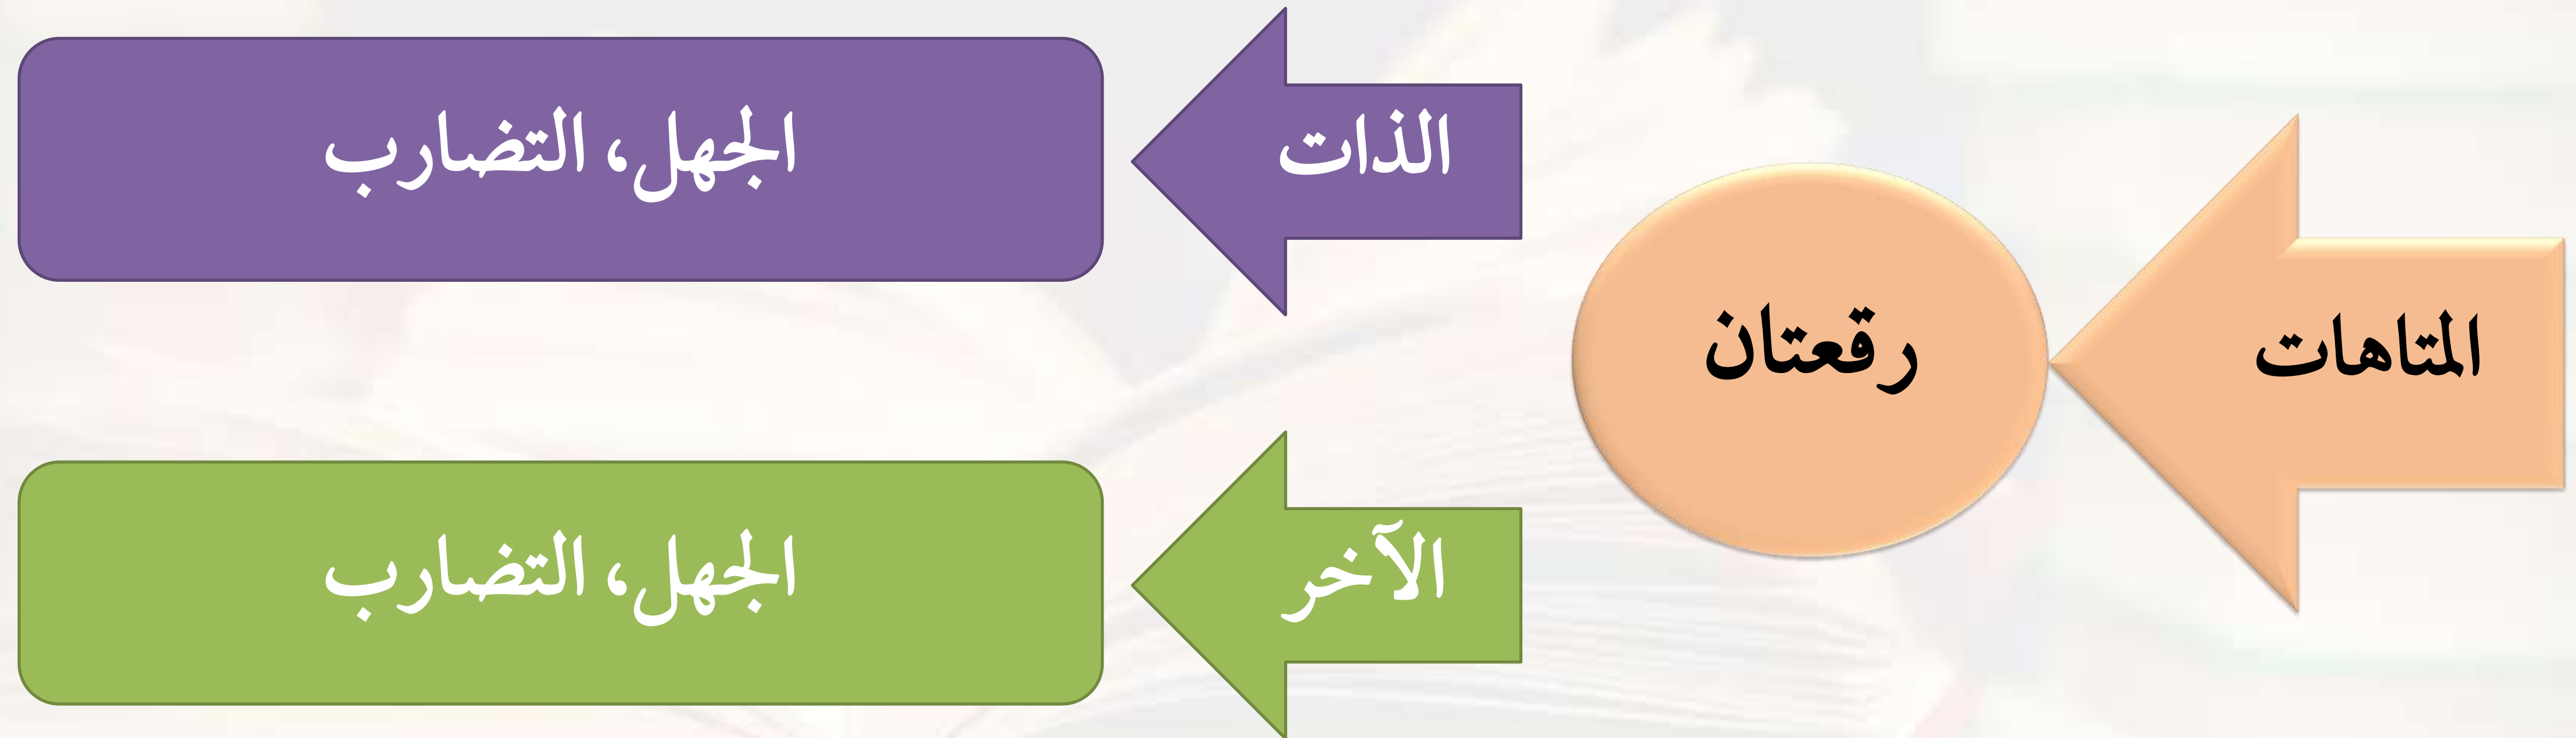 المتاهات
رقعتان
الذات
الجهل، التضارب
الآخر
الجهل، التضارب